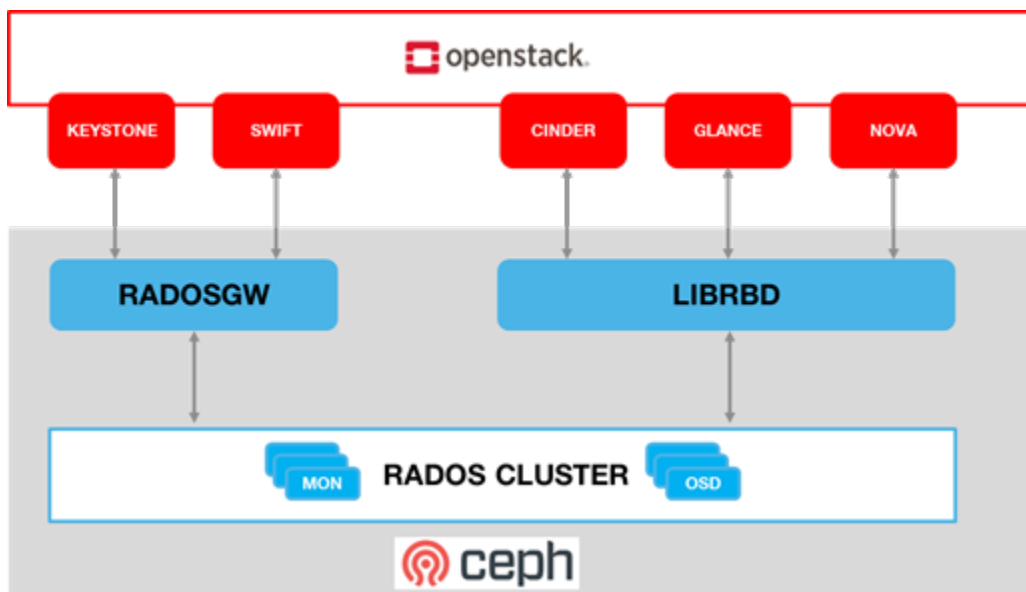 openstack.
KEYSTONE
SWIFT
CINDER
GLANCE
NOVA
RADOSGW
LIBRBD
MON
RADOS CLUSTER
OSD
ceph